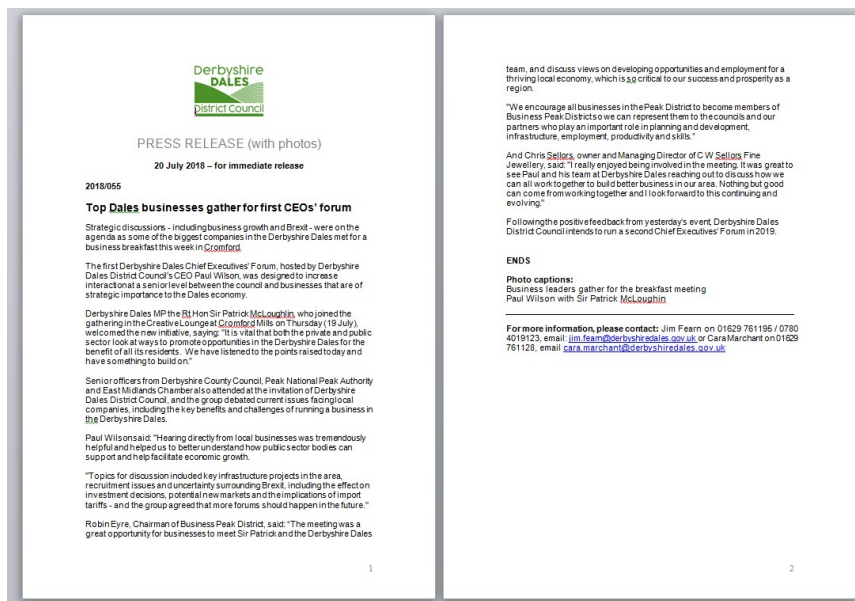 Derbyshire
DALES
District Council
PRESS RELEASE (with photos)
20 July 2018 – for immediate release
2018/055
Top Dales businesses gather for first CEOs' forum
Strategic discussions - including business growth and Brexit - were on the
agenda as some of the biggest companies in the Derbyshire Dales met for a
business breakfast this week in Cromford.
The first Derbyshire Dales Chief Executives' Forum, hosted by Derbyshire
Dales District Council's CEO Paul Wilson, was designed to increase
interaction at a senior level between the council and businesses that are of
strategic importance to the Dales economy.
Derbyshire Dales MP the Rt Hon Sir Patrick McLoughlin, who joined the
gathering in the Creative Lounge at Cromford Mills on Thursday (19 July),
welcomed the new initiative, saying: "It is vital that both the private and public
sector look at ways to promote opportunities in the Derbyshire Dales for the
benefit of all its residents. We have listened to the points raised today and
have something to build on."
Senior officers from Derbyshire County Council, Peak National Peak Authority
and East Midlands Chamber also attended at the invitation of Derbyshire
Dales District Council, and the group debated current issues facing local
companies, including the key benefits and challenges of running a business in
the Derbyshire Dales.
Paul Wilson said: "Hearing directly from local businesses was tremendously
helpful and helped us to better understand how public sector bodies can
support and help facilitate economic growth.
"Topics for discussion included key infrastructure projects in the area,
recruitment issues and uncertainty surrounding Brexit, including the effect on
investment decisions, potential new markets and the implications of import
tariffs - and the group agreed that more forums should happen in the future."
Robin Eyre, Chairman of Business Peak District, said: "The meeting was a
great opportunity for businesses to meet Sir Patrick and the Derbyshire Dales
1
team, and discuss views on developing opportunities and employment for a
thriving local economy, which is so critical to our success and prosperity as a
region.
"We encourage all businesses in the Peak District to become members of
Business Peak District so we can represent them to the councils and our
partners who play an important role in planning and development,
infrastructure, employment, productivity and skills."
And Chris Sellors, owner and Managing Director of C W Sellors Fine
Jewellery, said: "I really enjoyed being involved in the meeting. It was great to
see Paul and his team at Derbyshire Dales reaching out to discuss how we
can all work together to build better business in our area. Nothing but good
can come from working together and I look forward to this continuing and
evolving."
Following the positive feedback from yesterday's event, Derbyshire Dales
District Council intends to run a second Chief Executives' Forum in 2019.
ENDS
Photo captions:
Business leaders gather for the breakfast meeting
Paul Wilson with Sir Patrick McLoughin
For more information, please contact: Jim Fearn on 01629 761195 / 0780
4019123, email: jim.fearn@derbyshiredales.gov.uk or Cara Marchant on 01629
761128, email cara.marchant@derbyshiredales.gov.uk
2